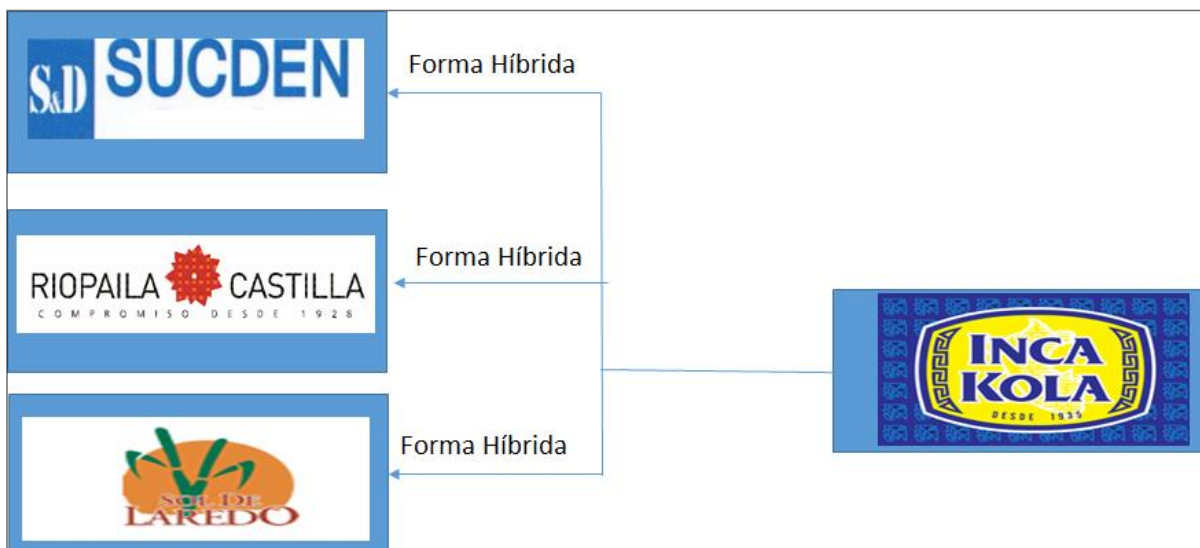 S&D SUCDEN
Forma Híbrida
RIOPAILA CASTILLA
COMPROMISO DESDE 1928
Forma Híbrida
SOL DE
LAREDO
Forma Híbrida
INCA
KOLA
DESDE 1935